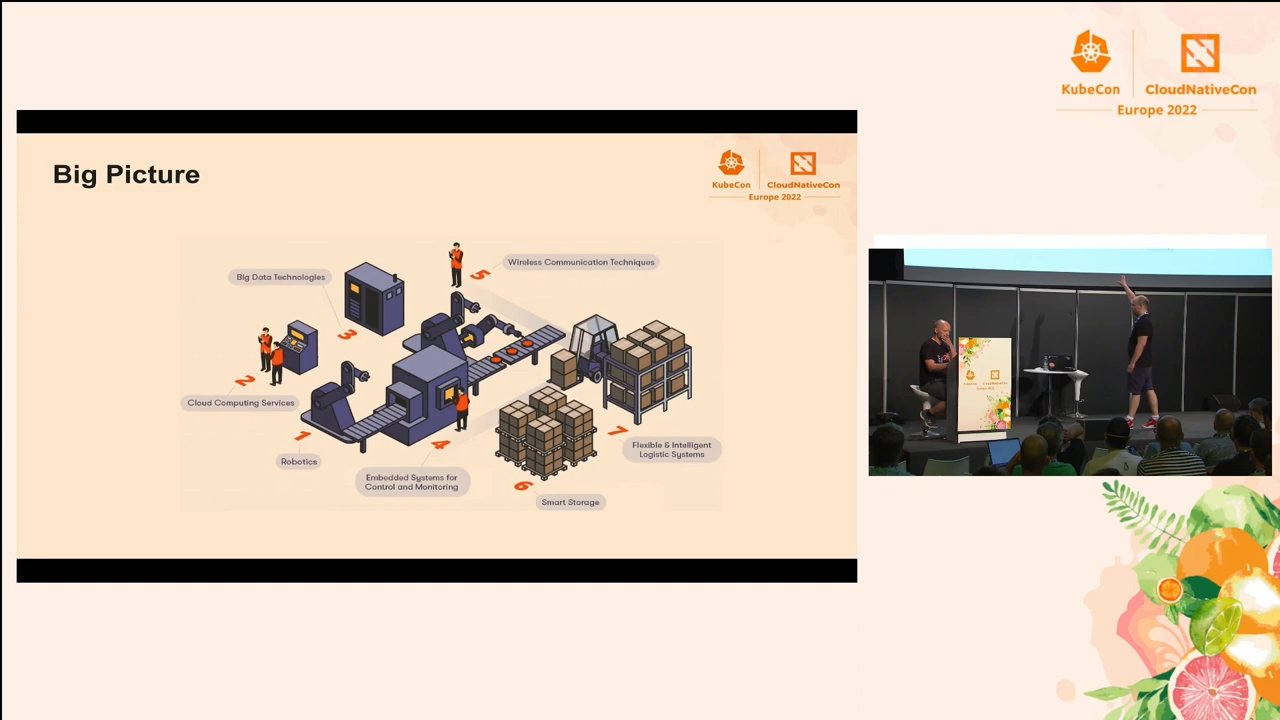 KubeCon
CloudNativeCon
Europe 2022
Big Picture
KubeCon
CloudNativeCon
Europe 2022
Big Data Technologies
3
5
Wireless Communication Techniques
2
Cloud Computing Services
1
Robotics
4
Embedded Systems for
Control and Monitoring
6
Smart Storage
7
Flexible & Intelligent
Logistic Systems